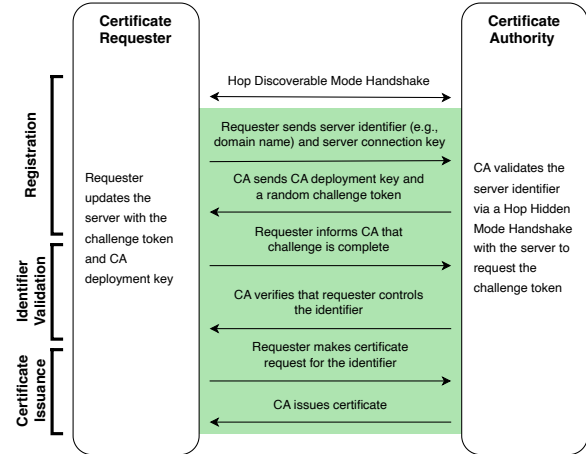 Certificate
Requester
Certificate
Authority
Hop Discoverable Mode Handshake
Registration
Requester sends server identifier (e.g.,
domain name) and server connection key
CA sends CA deployment key and
a random challenge token
Requester
updates the
server with the
challenge token
and CA
deployment key
CA validates the
server identifier
via a Hop Hidden
Mode Handshake
with the server to
request the
challenge token
Requester informs CA that
challenge is complete
Identifier
Validation
CA verifies that requester controls
the identifier
Certificate
Issuance
Requester makes certificate
request for the identifier
CA issues certificate